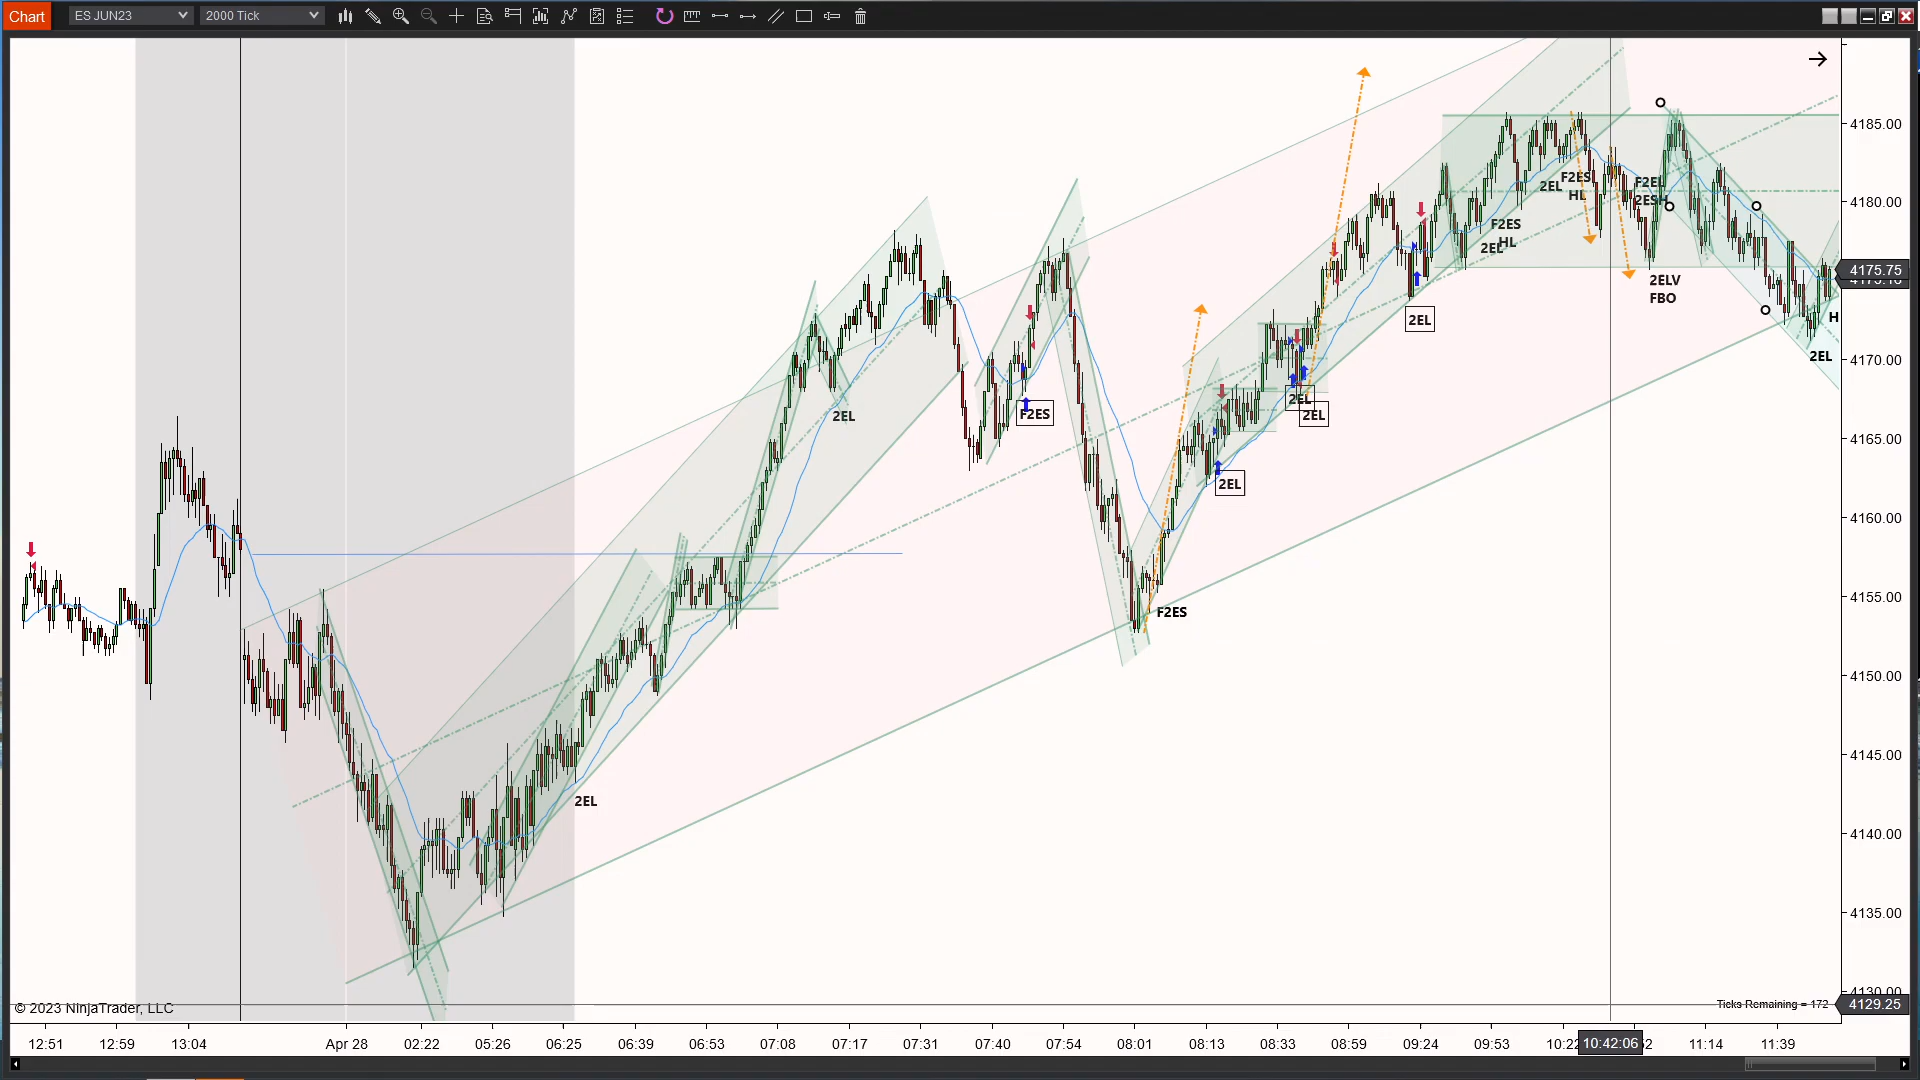 Chart
ES JUN23
2000 Tick
4185.00
4180.00
4175.75
4170.00
4165.00
4160.00
4155.00
4150.00
4145.00
4140.00
4135.00
4129.25
2EL
2EL
F2ES
F2ES
2EL
2EL
2EL
2EL
F2ES
HL
2EL
2EL
F2ES
HL
F2EL
2ESH
2ELV
FBO
H
2EL
Ticks Remaining = 172
© 2023 NinjaTrader, LLC
12:51
12:59
13:04
Apr 28
02:22
05:26
06:25
06:39
06:53
07:08
07:17
07:31
07:40
07:54
08:01
08:13
08:33
08:59
09:24
09:53
10:42:06
11:14
11:39